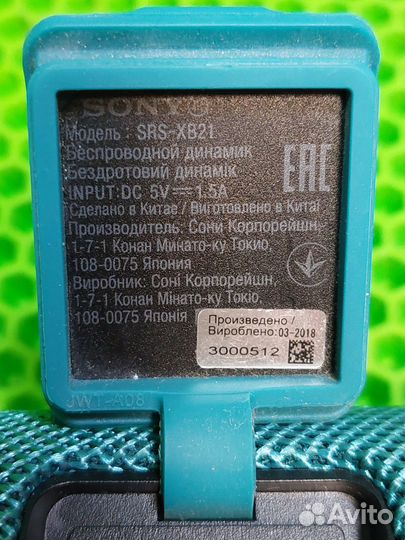 SONY
Модель : SRS-XB21
Беспроводной динамик
Бездротовий динамік
INPUT:DC 5V⎓1.5A
Сделано в Китае / Виготовлено в Китаї
Производитель: Сони Корпорейшн,
1-7-1 Конан Минато-ку Токио,
108-0075 Япония
Виробник: Соні Корпорейшн,
1-7-1 Конан Мінато-ку Токіо,
108-0075 Японія
EAC
Произведено /
Вироблено:03-2018
3000512
JWT-A08
Avito